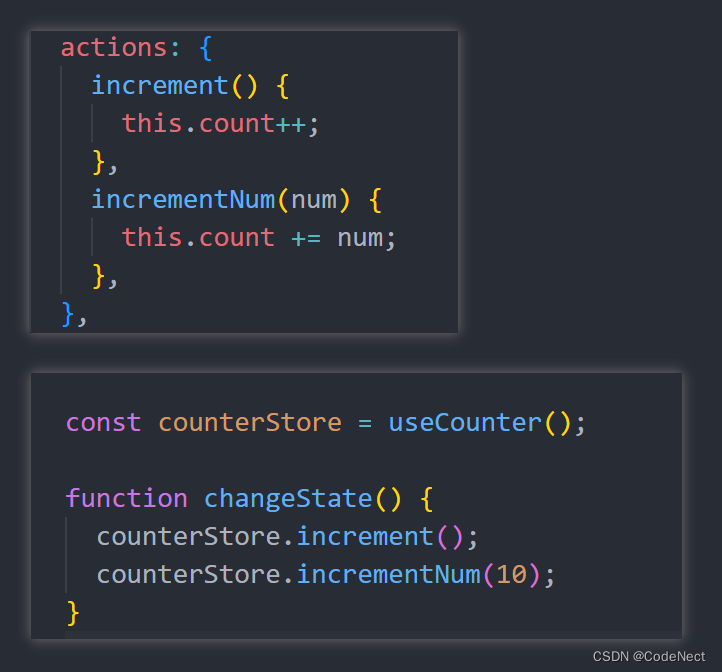 actions: {
increment() {
this.count++;
},
incrementNum(num) {
this.count += num;
},
},
const counterStore = useCounter();
function changeState() {
counterStore.increment();
counterStore.incrementNum(10);
}
CSDN @CodeNect